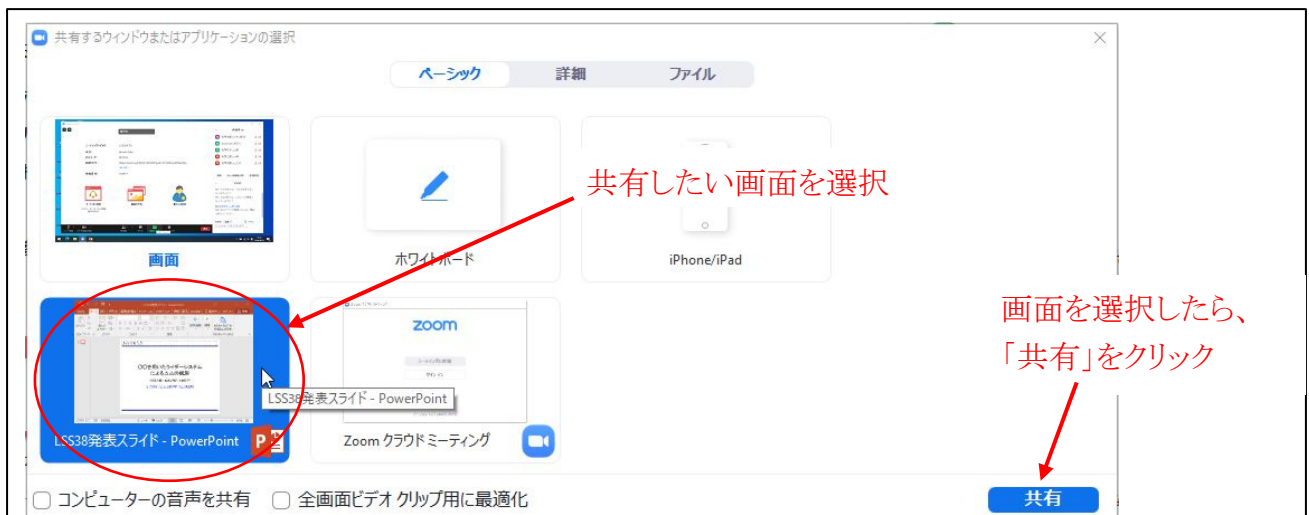 共有するウィンドウまたはアプリケーションの選択
ベーシック
詳細
ファイル
共有したい画面を選択
画面
ホワイトボード
iPhone/iPad
画面を選択したら、
「共有」をクリック
zoom
LSS38発表スライド - PowerPoint
LSS38発表スライド - PowerPoint
Zoom クラウド ミーティング
コンピューターの音声を共有
全画面ビデオ クリップ用に最適化
共有